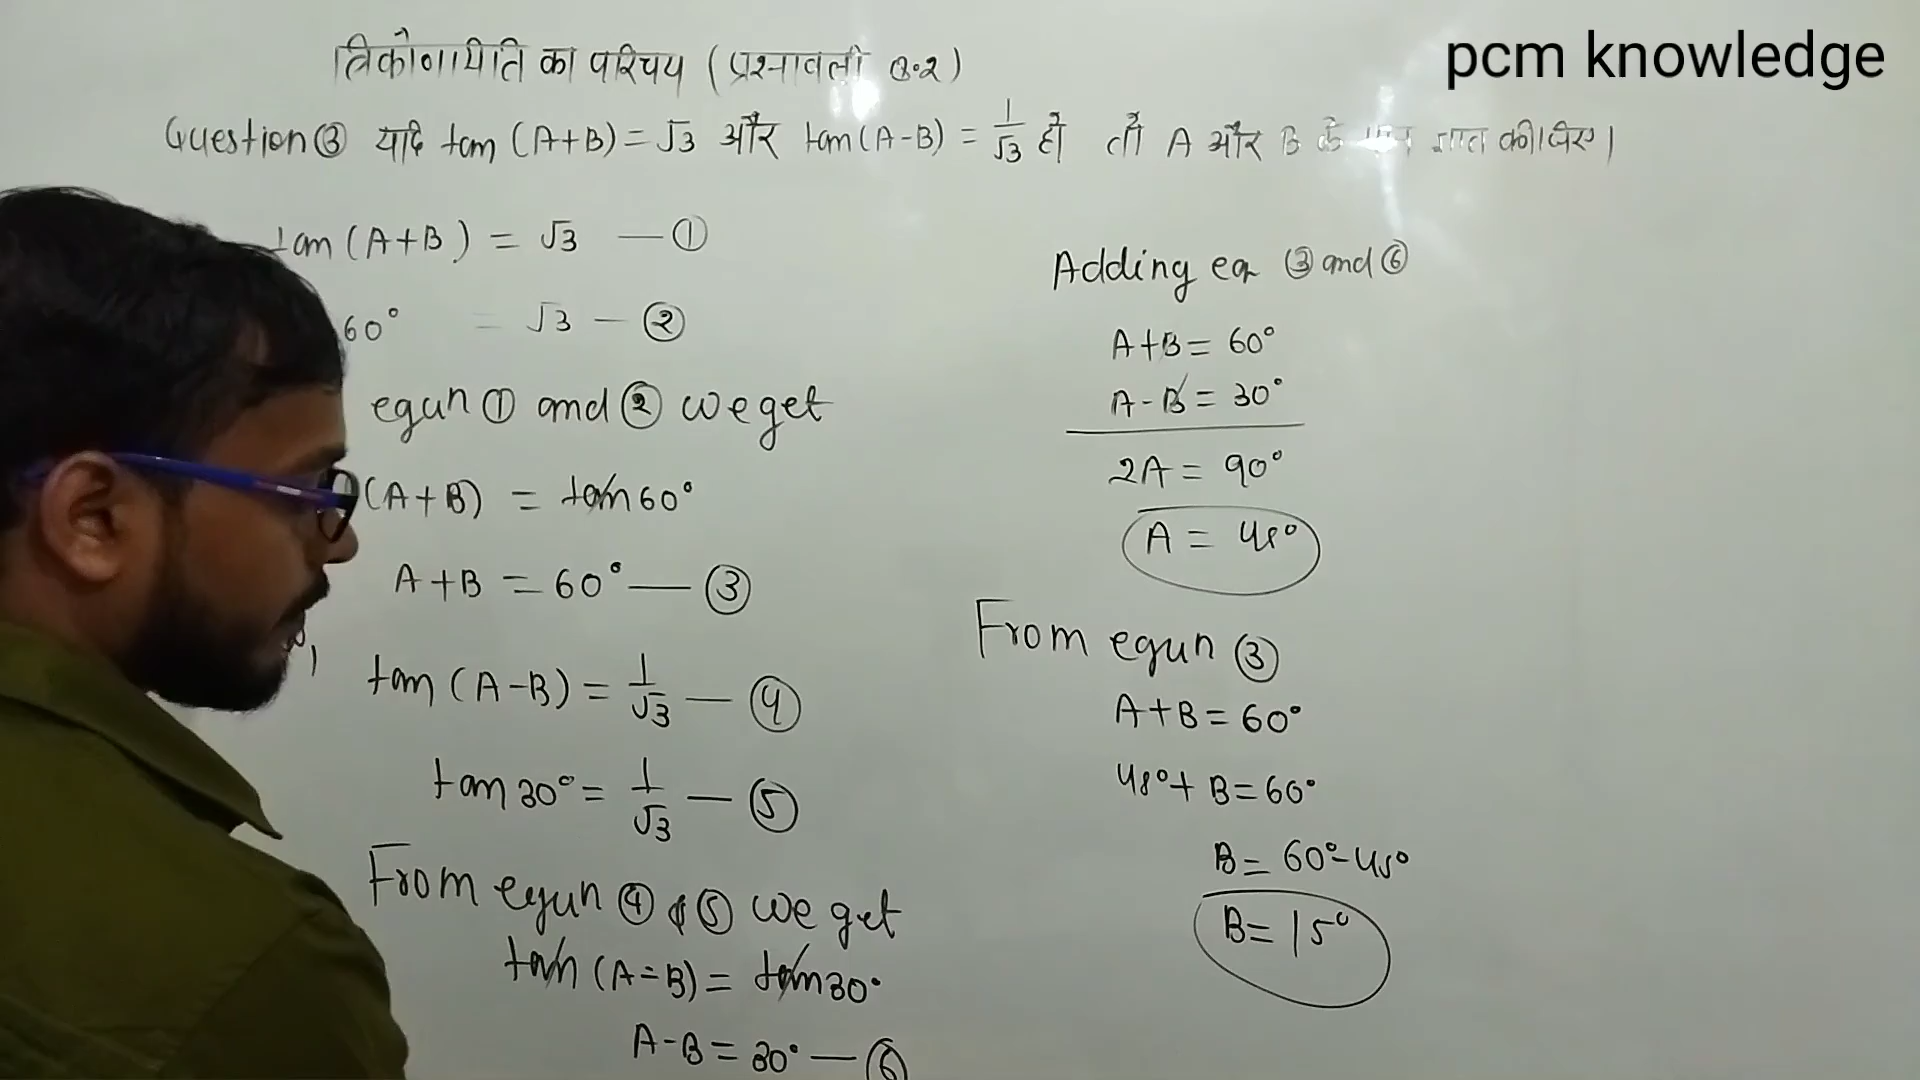 pcm knowledge
त्रिकोणमिति का परिचय (प्रश्नावली 8.2)
Question ③ यदि tan (A+B) = √3 और tan(A-B) = 1/√3 हो तो A और B के ज्ञात कीजिए।
tan (A+B) = √3 — ①
60° = √3 — ②
equn ① and ② we get
(A+B) = tan 60°
A+B = 60° — ③
tan (A-B) = 1/√3 — ④
tan 30° = 1/√3 — ⑤
From equn ④ & ⑤ we get
tan (A-B) = tan 30°
A-B = 30° — ⑥
Adding eq ③ and ⑥
A+B = 60°
A-B = 30°
2A = 90°
A = 45°
From equn ③
A+B = 60°
45° + B = 60°
B = 60° - 45°
B = 15°